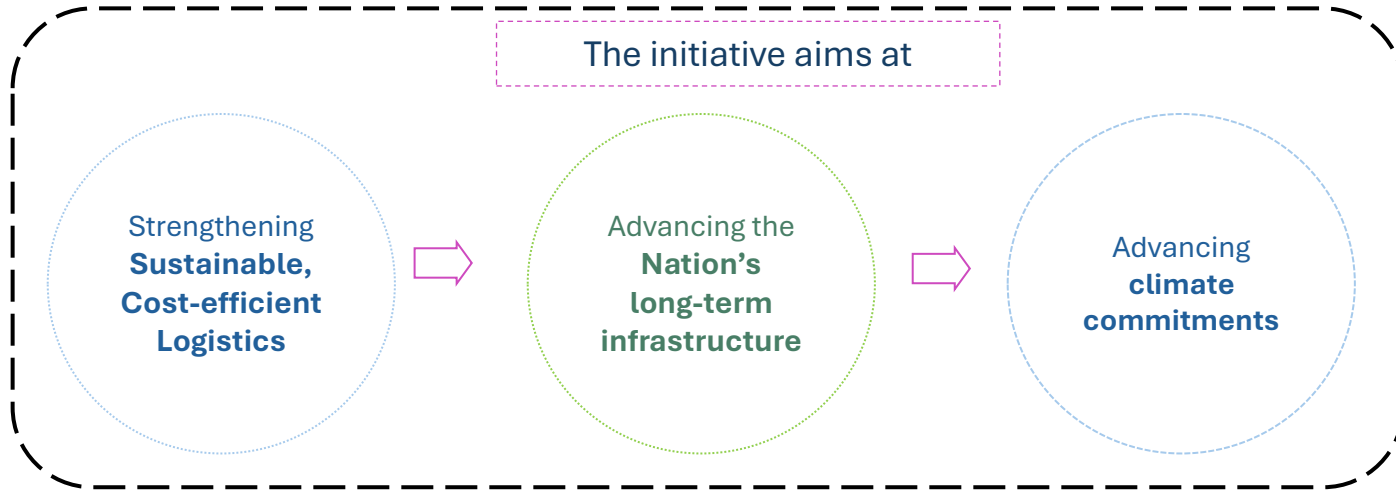 The initiative aims at
Strengthening
Sustainable,
Cost-efficient
Logistics
Advancing the
Nation’s
long-term
infrastructure
Advancing
climate
commitments